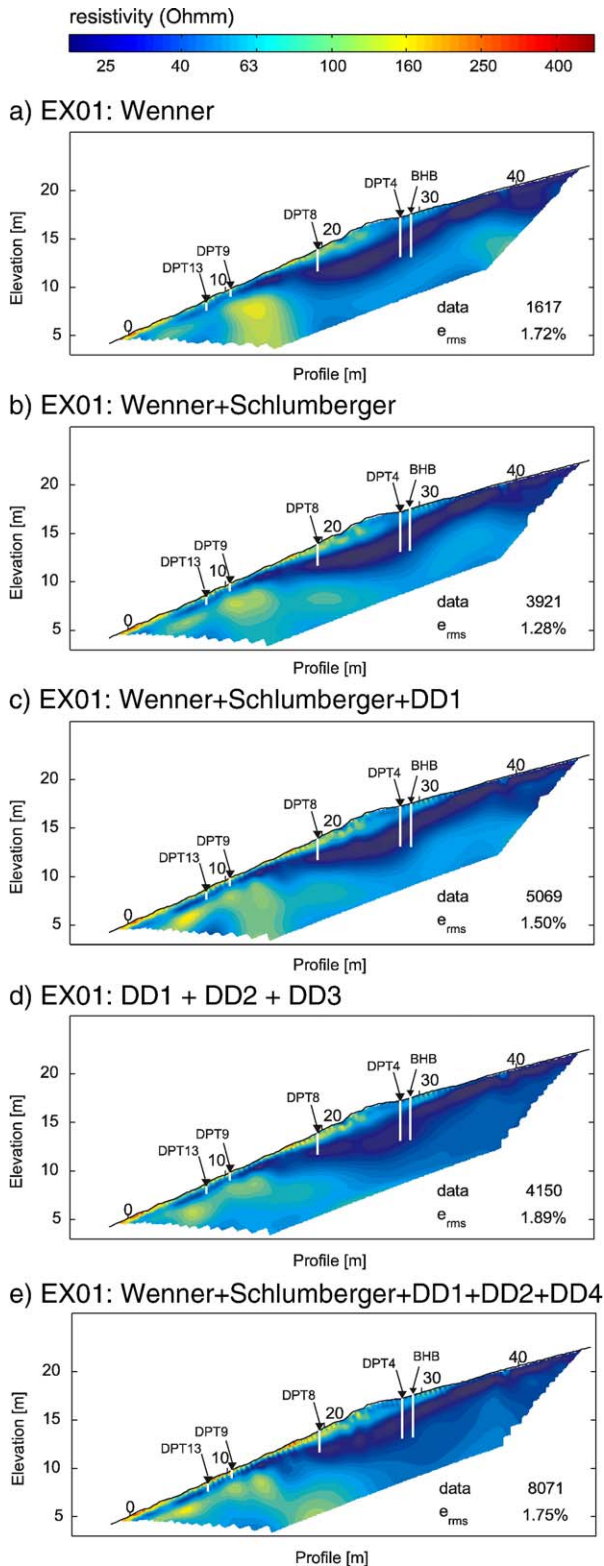 resistivity (Ohmm)
25 40 63 100 160 250 400
a) EX01: Wenner
Elevation [m]
20
15
10
5
0 10 20 30 40
DPT13 DPT9 DPT8 DPT4 BHB
data 1617
e rms 1.72%
Profile [m]
b) EX01: Wenner+Schlumberger
Elevation [m]
20
15
10
5
0 10 20 30 40
DPT13 DPT9 DPT8 DPT4 BHB
data 3921
e rms 1.28%
Profile [m]
c) EX01: Wenner+Schlumberger+DD1
Elevation [m]
20
15
10
5
0 10 20 30 40
DPT13 DPT9 DPT8 DPT4 BHB
data 5069
e rms 1.50%
Profile [m]
d) EX01: DD1 + DD2 + DD3
Elevation [m]
20
15
10
5
0 10 20 30 40
DPT13 DPT9 DPT8 DPT4 BHB
data 4150
e rms 1.89%
Profile [m]
e) EX01: Wenner+Schlumberger+DD1+DD2+DD4
Elevation [m]
20
15
10
5
0 10 20 30 40
DPT13 DPT9 DPT8 DPT4 BHB
data 8071
e rms 1.75%
Profile [m]